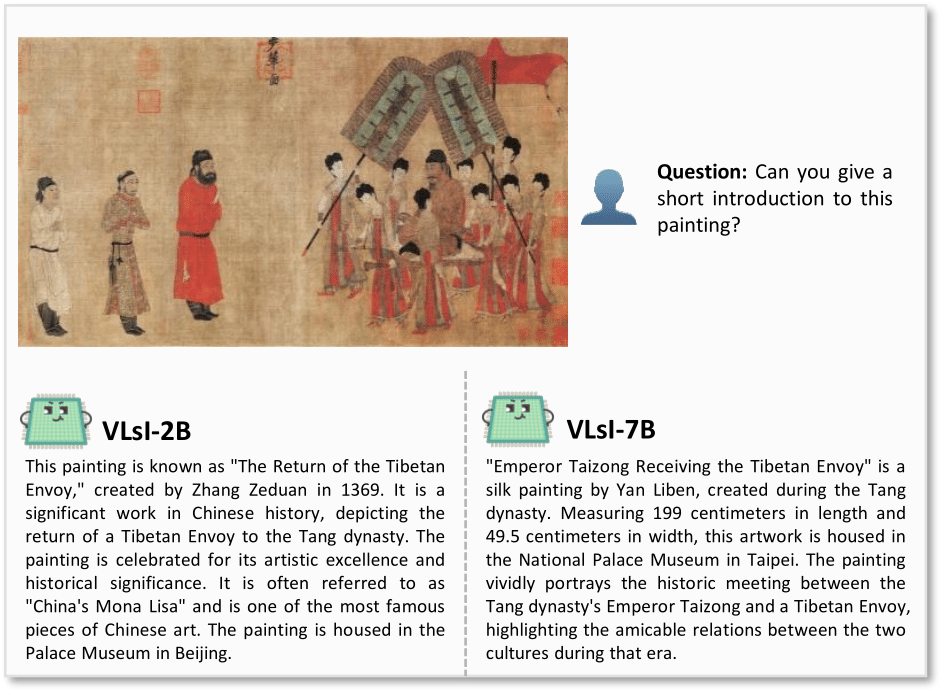 步輦圖
Question: Can you give a
short introduction to this
painting?
VLsI-2B
This painting is known as "The Return of the Tibetan
Envoy," created by Zhang Zeduan in 1369. It is a
significant work in Chinese history, depicting the
return of a Tibetan Envoy to the Tang dynasty. The
painting is celebrated for its artistic excellence and
historical significance. It is often referred to as
"China's Mona Lisa" and is one of the most famous
pieces of Chinese art. The painting is housed in the
Palace Museum in Beijing.
VLsI-7B
"Emperor Taizong Receiving the Tibetan Envoy" is a
silk painting by Yan Liben, created during the Tang
dynasty. Measuring 199 centimeters in length and
49.5 centimeters in width, this artwork is housed in
the National Palace Museum in Taipei. The painting
vividly portrays the historic meeting between the
Tang dynasty's Emperor Taizong and a Tibetan Envoy,
highlighting the amicable relations between the two
cultures during that era.